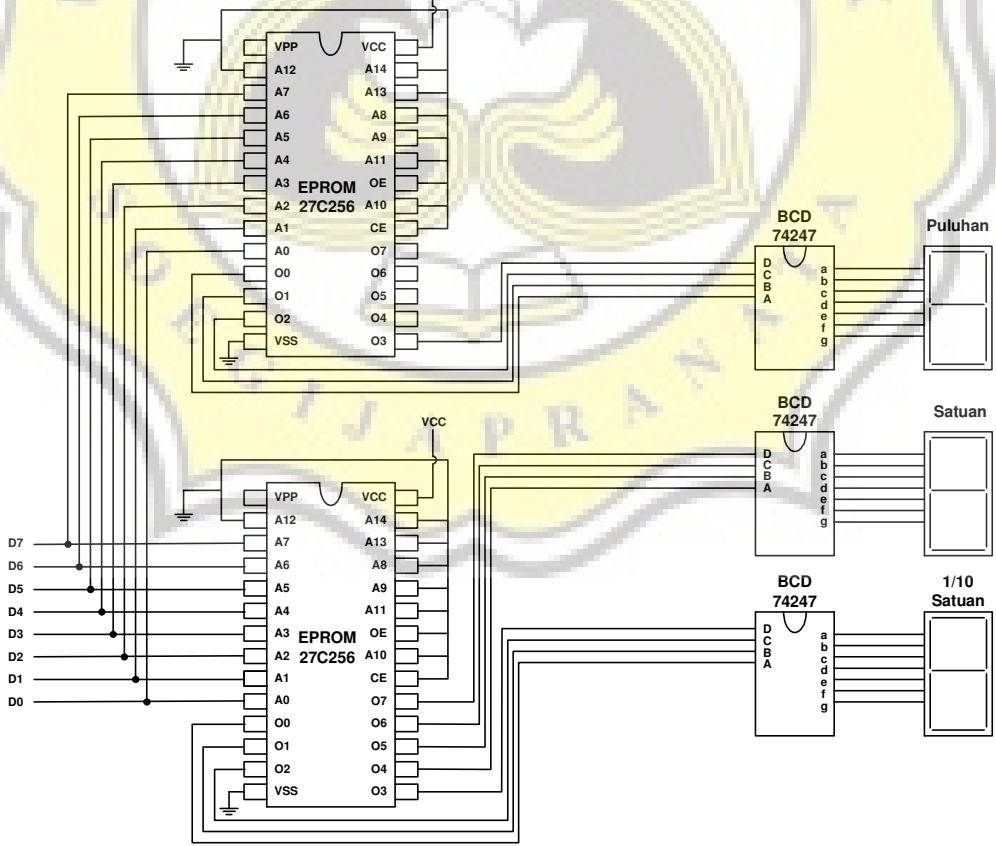 VPP
A12
A7
A6
A5
A4
A3
A2
A1
A0
O0
O1
O2
VSS
EPROM
27C256
VCC
A14
A13
A8
A9
A11
OE
A10
CE
O7
O6
O5
O4
O3
BCD
74247
D
C
B
A
a
b
c
d
e
f
g
Puluhan
VCC
D7
D6
D5
D4
D3
D2
D1
D0
VPP
A12
A7
A6
A5
A4
A3
A2
A1
A0
O0
O1
O2
VSS
EPROM
27C256
VCC
A14
A13
A8
A9
A11
OE
A10
CE
O7
O6
O5
O4
O3
BCD
74247
D
C
B
A
a
b
c
d
e
f
g
Satuan
BCD
74247
D
C
B
A
a
b
c
d
e
f
g
1/10
Satuan
SOEGIJAPRANATA